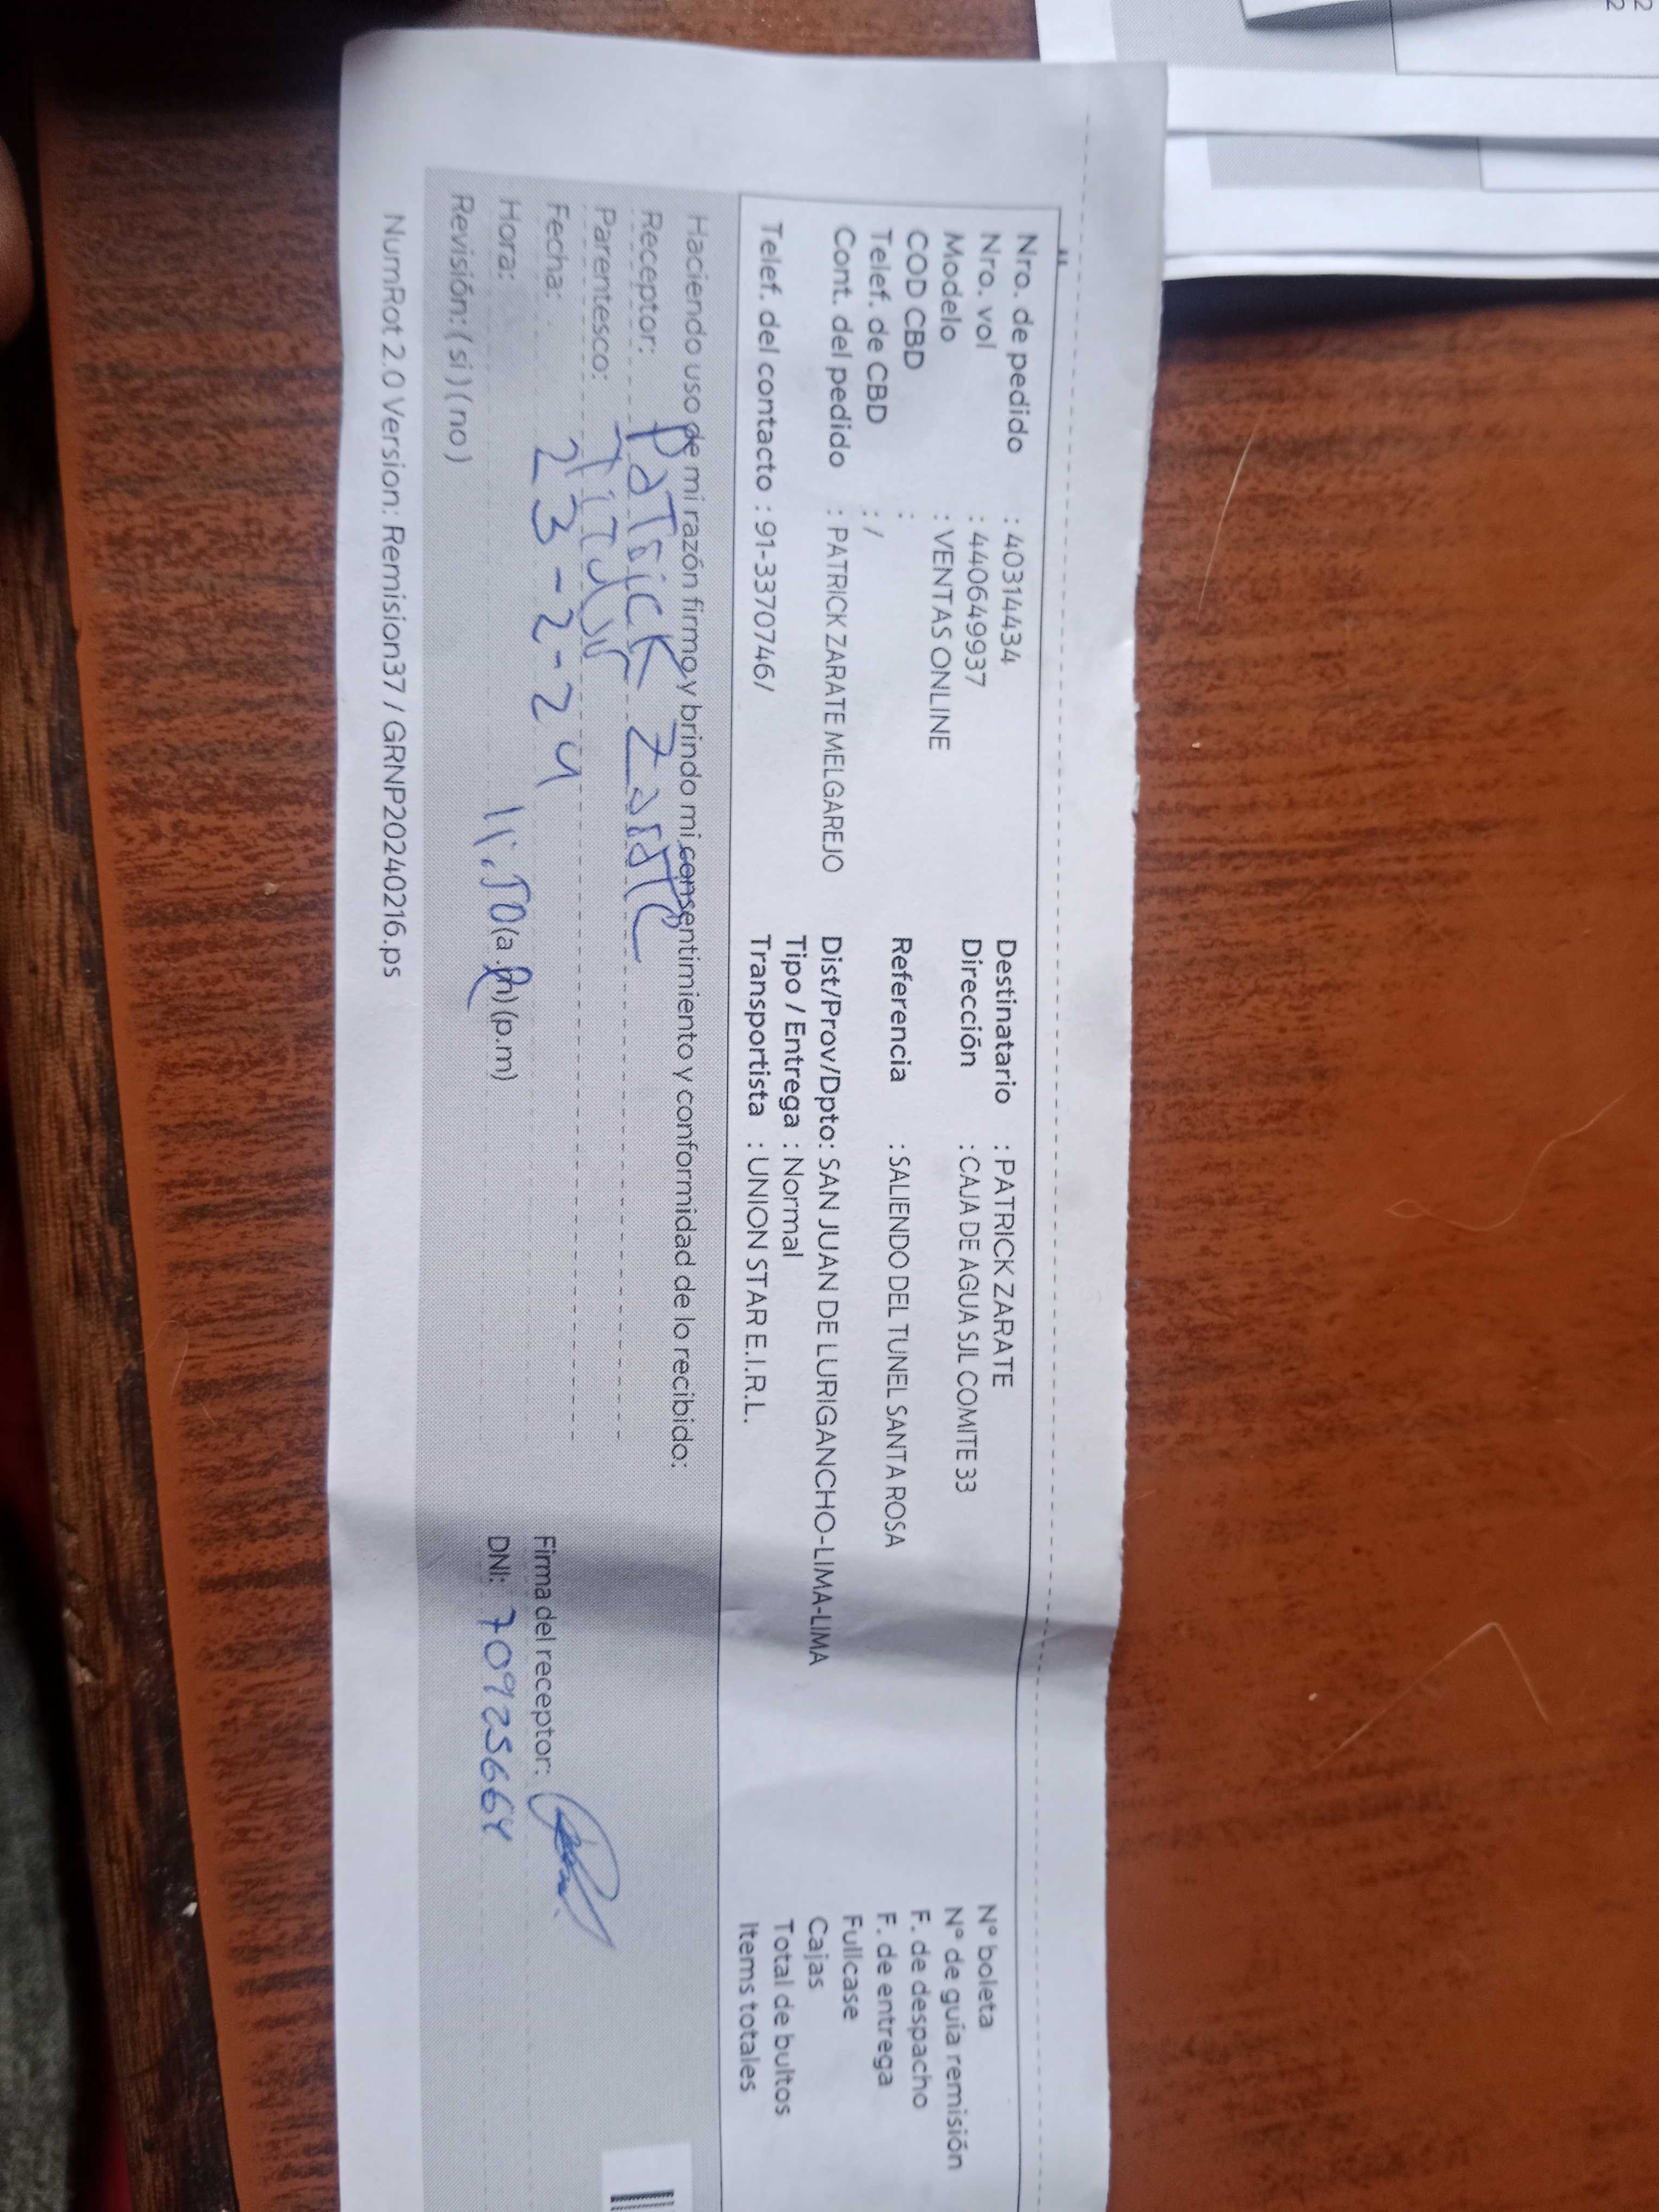 Nro. de pedido : 40314434
Nro. vol : 4406499937
Modelo : VENTAS ONLINE
COD CBD :
Telef. de CBD : /
Cont. del pedido : PATRICK ZARATE MELGAREJO
Telef. del contacto : 91-3370746/
Destinatario : PATRICK ZARATE
Dirección : CAJA DE AGUA SJL COMITE 33
Referencia : SALIENDO DEL TUNEL SANTA ROSA
Dist/Prov/Dpto: SAN JUAN DE LURIGANCHO-LIMA-LIMA
Tipo / Entrega : Normal
Transportista : UNION STAR E.I.R.L.
N° boleta
N° de guía remisión
F. de despacho
F. de entrega
Fullcase
Cajas
Total de bultos
Items totales
Haciendo uso de mi razón firmo y brindo mi consentimiento y conformidad de lo recibido:
Receptor: PaTrick ZaraTe
Parentesco: TiTular
Fecha: 23-2-24
Hora: 11:50 (a.m) (p.m)
Revisión: ( si ) ( no )
Firma del receptor:
DNI: 70925664
NumRot 2.0 Version: Remision37 / GRNP20240216.ps